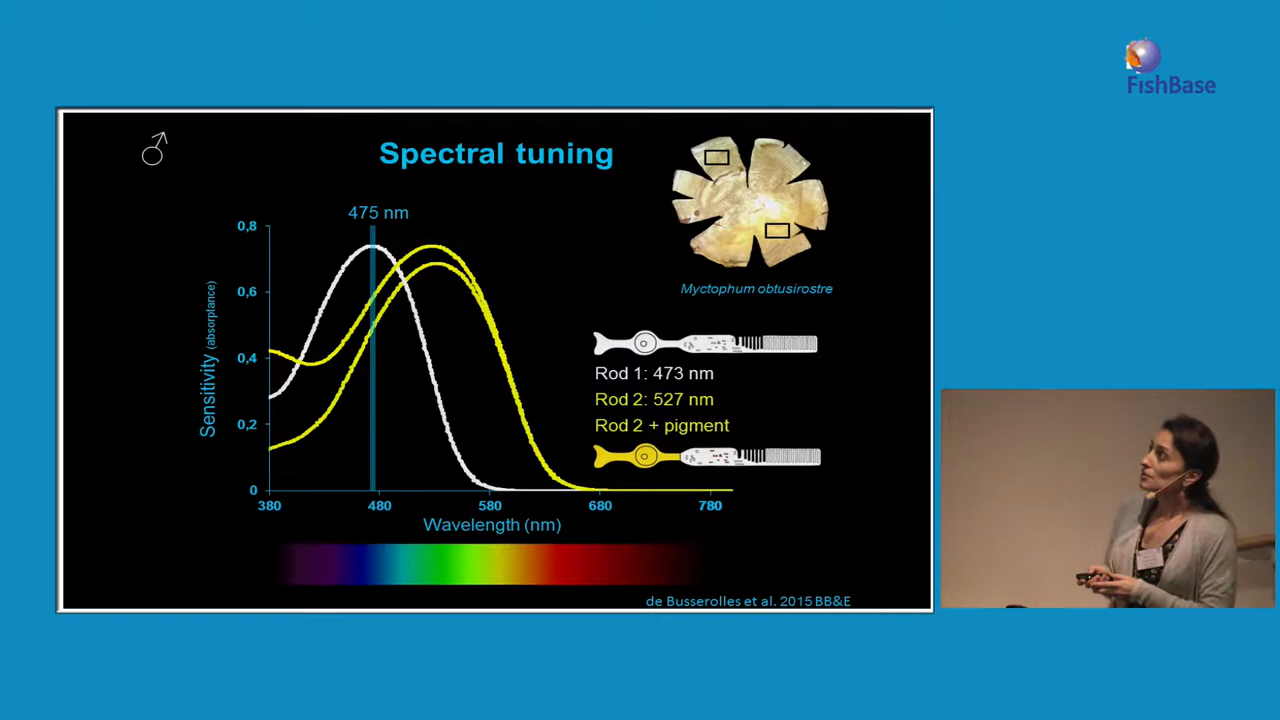 FishBase
Spectral tuning
475 nm
0,8
0,6
0,4
0,2
0
Sensitivity (absorptance)
380
480
580
680
780
Wavelength (nm)
Myctophum obtusirostre
Rod 1: 473 nm
Rod 2: 527 nm
Rod 2 + pigment
de Busserolles et al. 2015 BB&E